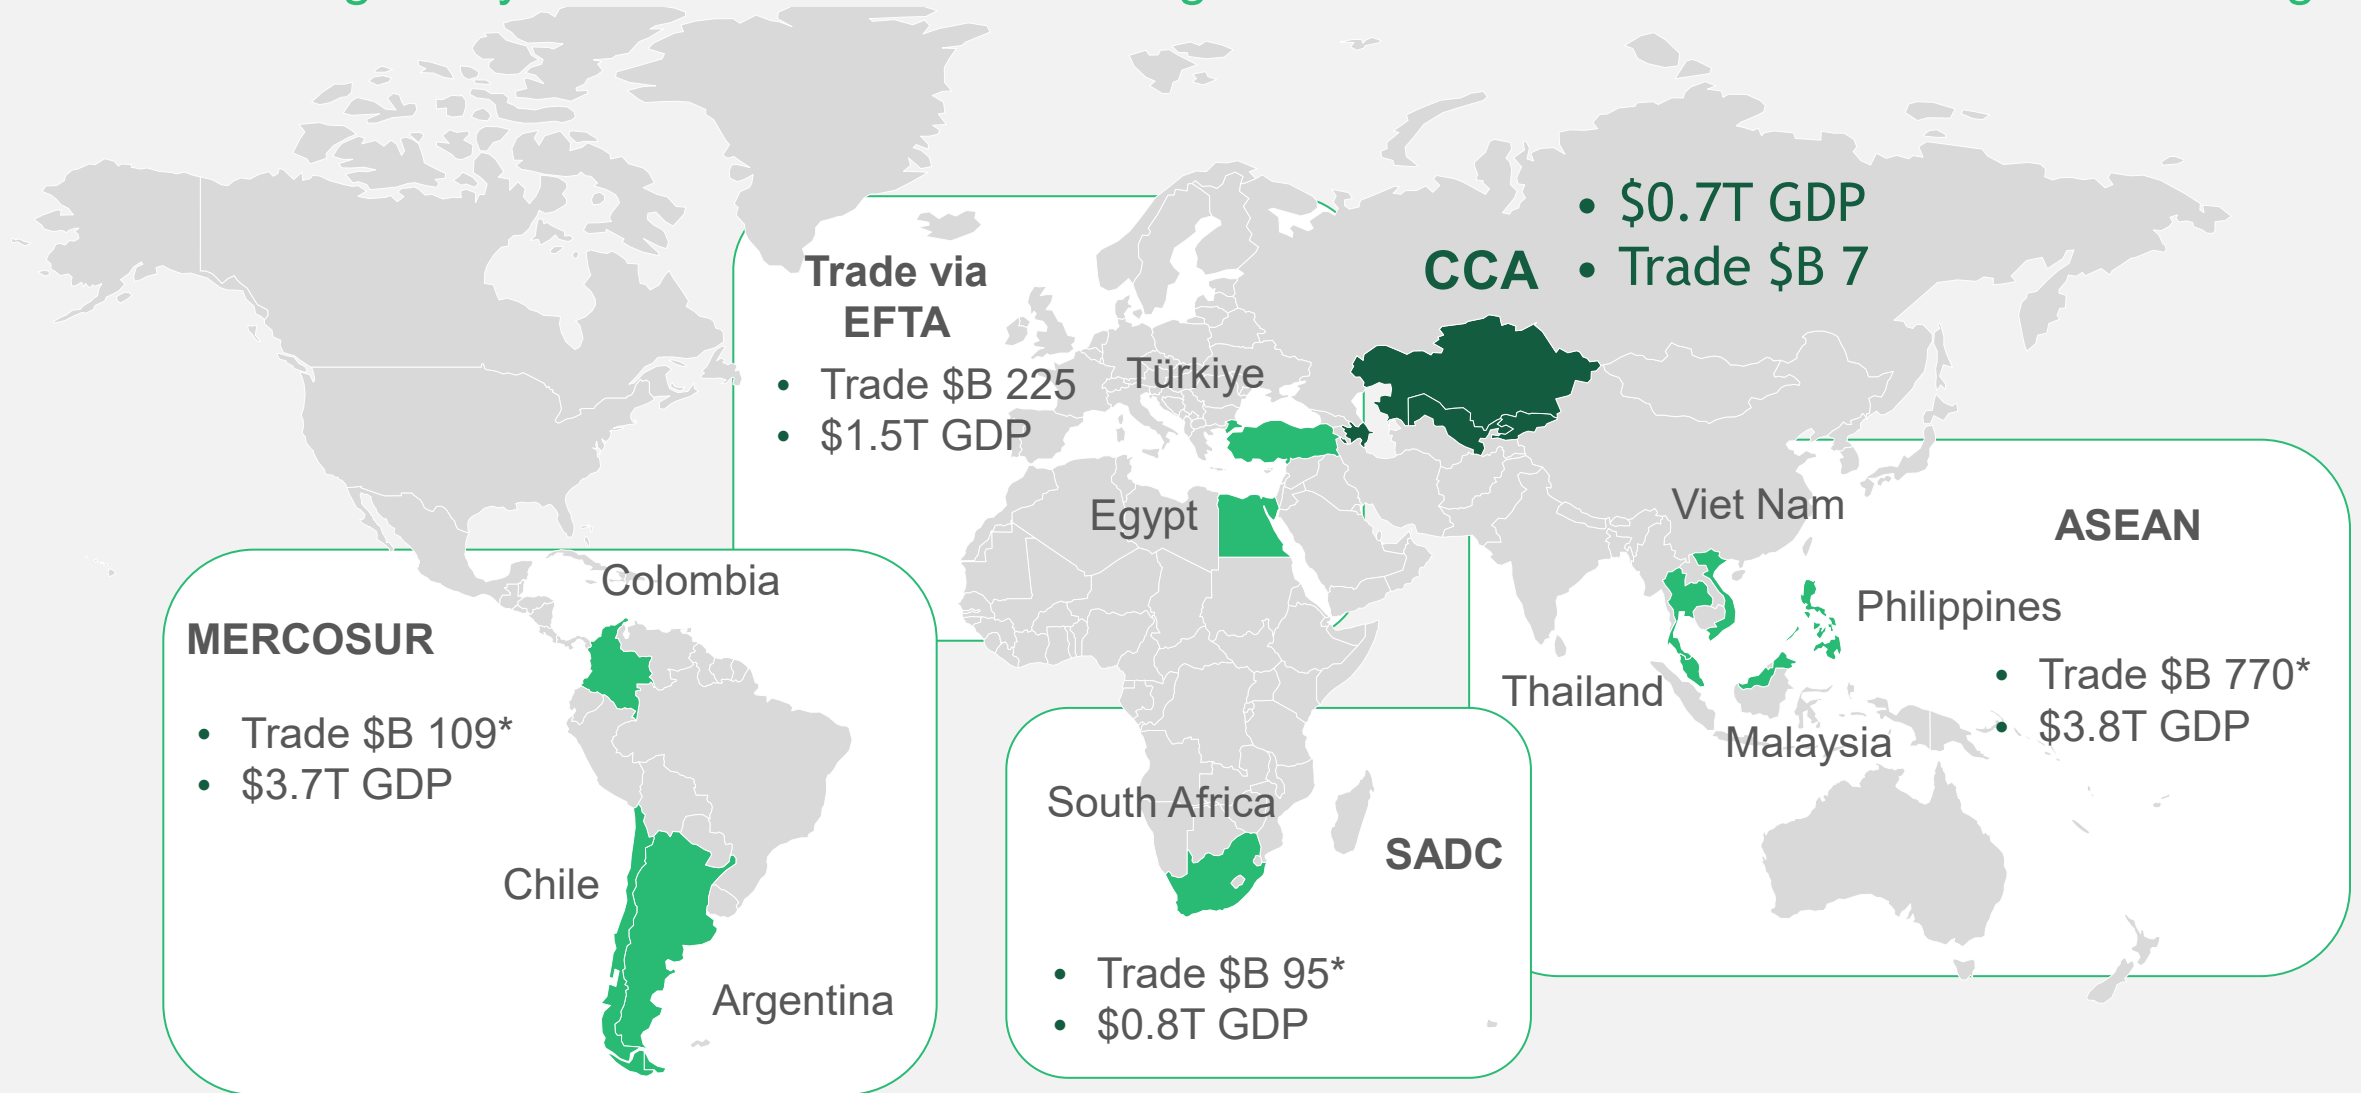 • $0.7T GDP
CCA • Trade $B 7
Trade via
EFTA
• Trade $B 225
• $1.5T GDP
Türkiye
Egypt
Viet Nam
ASEAN
Philippines
• Trade $B 770*
• $3.8T GDP
Thailand
Malaysia
Colombia
MERCOSUR
• Trade $B 109*
• $3.7T GDP
Chile
Argentina
South Africa
SADC
• Trade $B 95*
• $0.8T GDP